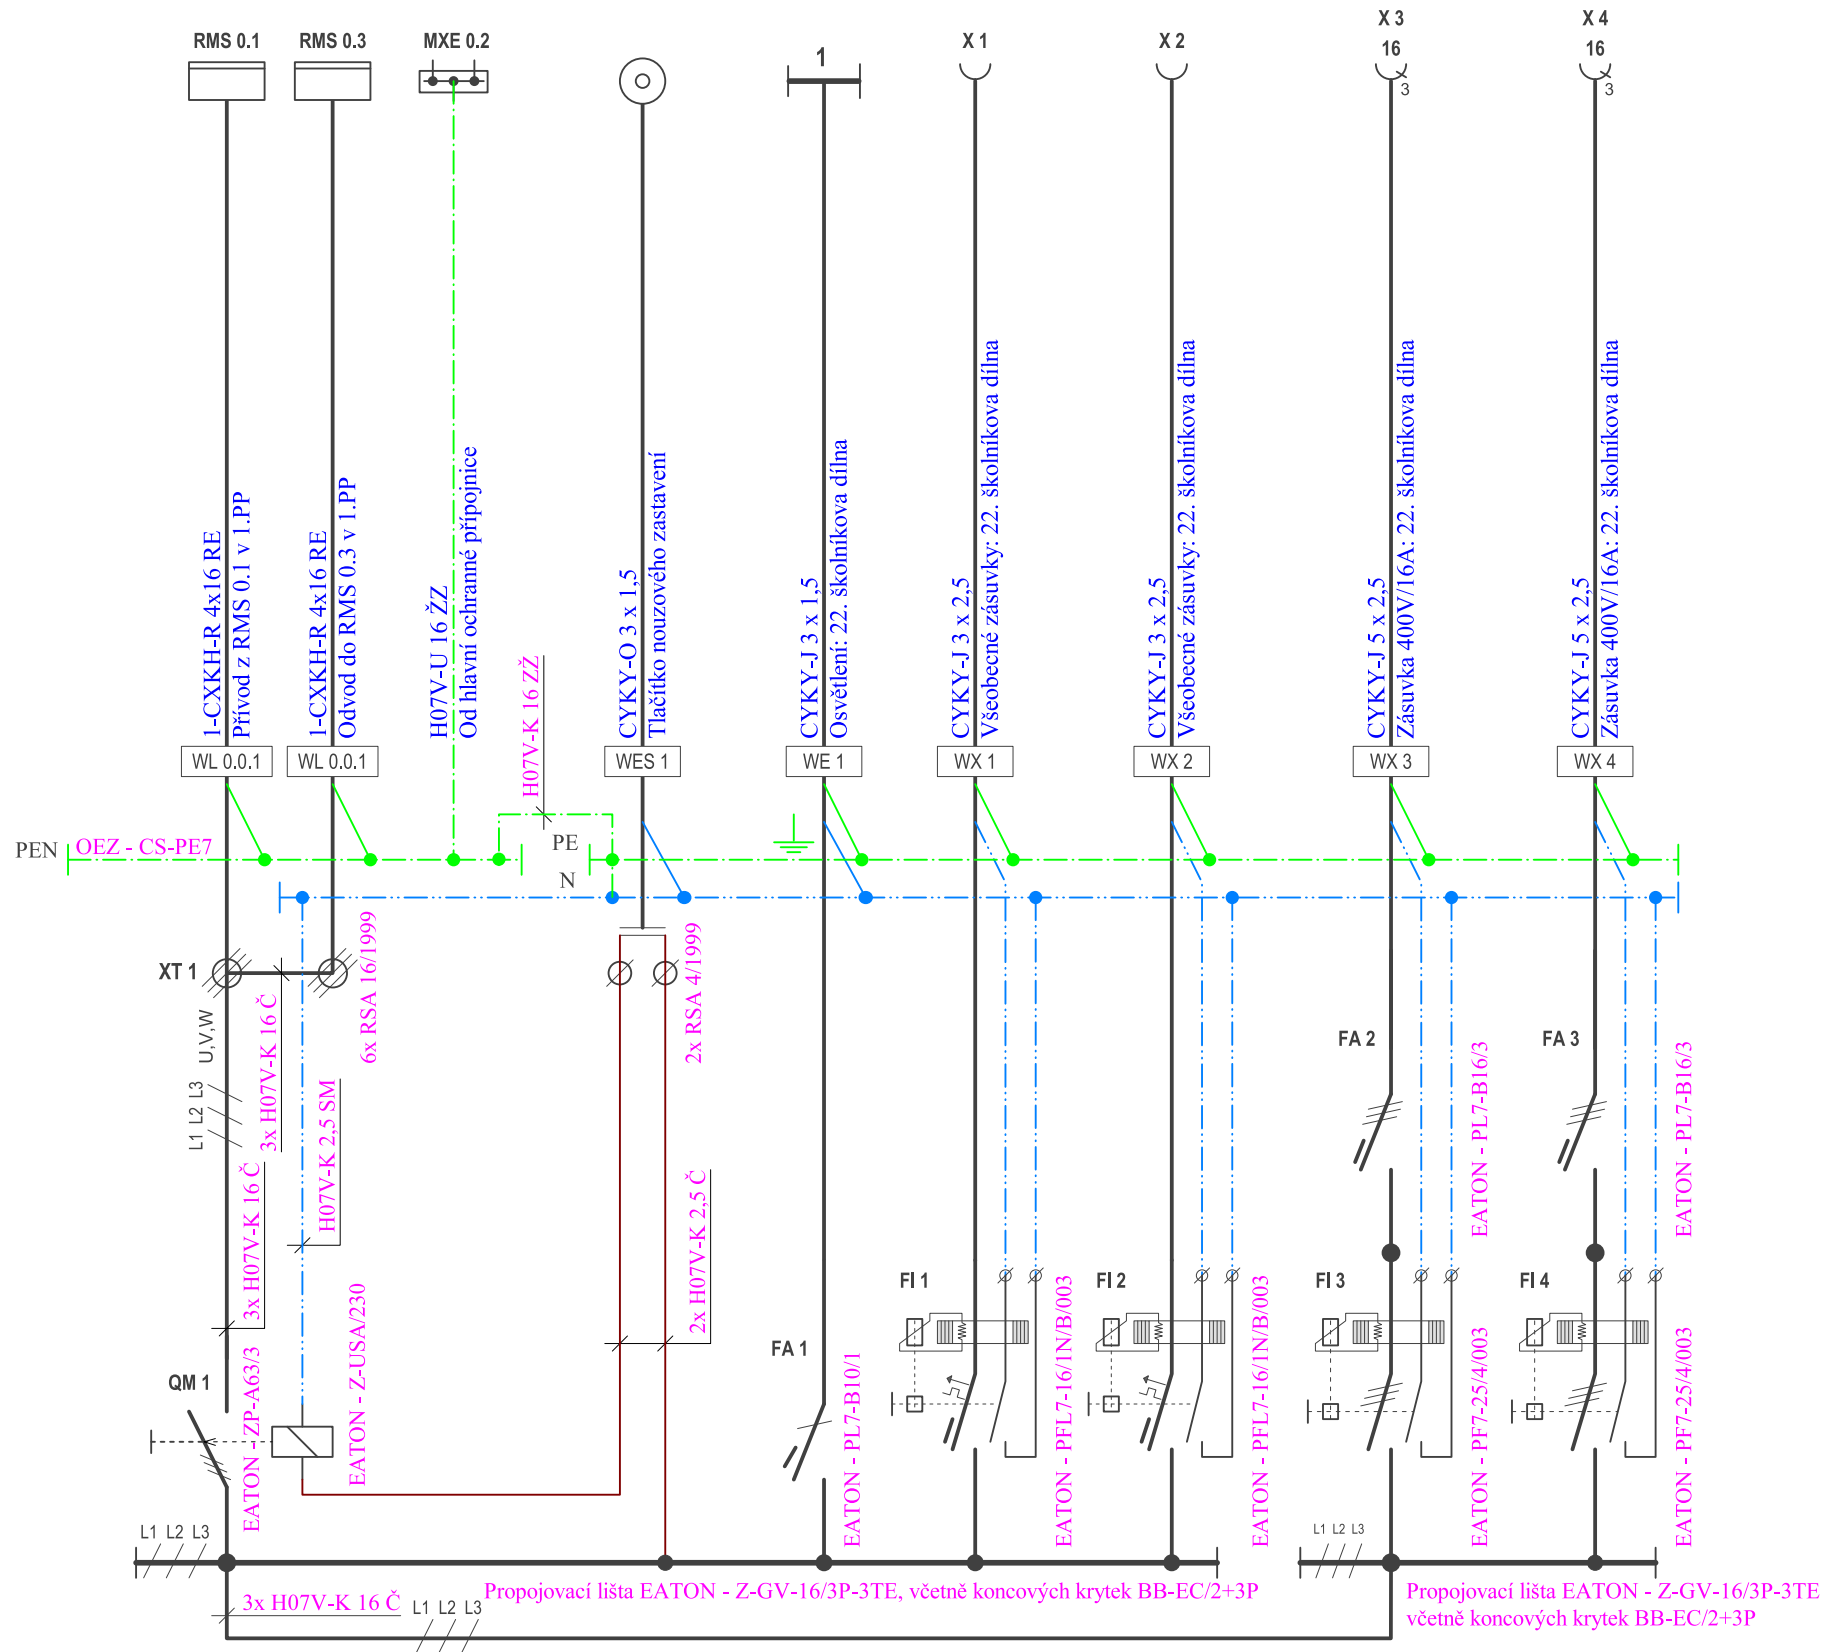 RMS 0.1
RMS 0.3
MXE 0.2
1
X 1
X 2
X 3
16
3
X 4
16
3
1-CXKH-R 4x16 RE
Přívod z RMS 0.1 v 1.PP
1-CXKH-R 4x16 RE
Odvod do RMS 0.3 v 1.PP
H07V-U 16 ŽZ
Od hlavní ochranné přípojnice
H07V-K 16 ZŽ
CYKY-O 3 x 1,5
Tlačítko nouzového zastavení
CYKY-J 3 x 1,5
Osvětlení: 22. školníkova dílna
CYKY-J 3 x 2,5
Všeobecné zásuvky: 22. školníkova dílna
CYKY-J 3 x 2,5
Všeobecné zásuvky: 22. školníkova dílna
CYKY-J 5 x 2,5
Zásuvka 400V/16A: 22. školníkova dílna
CYKY-J 5 x 2,5
Zásuvka 400V/16A: 22. školníkova dílna
WL 0.0.1
WL 0.0.1
WES 1
WE 1
WX 1
WX 2
WX 3
WX 4
PEN
OEZ - CS-PE7
PE
N
XT 1
U,V,W
L1 L2 L3
3x H07V-K 16 Č
6x RSA 16/1999
2x RSA 4/1999
H07V-K 2,5 SM
3x H07V-K 16 Č
2x H07V-K 2,5 Č
FA 2
EATON - PL7-B16/3
FA 3
EATON - PL7-B16/3
QM 1
EATON - ZP-A63/3
EATON - Z-USA/230
FA 1
EATON - PL7-B10/1
FI 1
EATON - PFL7-16/1N/B/003
FI 2
EATON - PFL7-16/1N/B/003
FI 3
EATON - PF7-25/4/003
FI 4
EATON - PF7-25/4/003
L1 L2 L3
L1 L2 L3
3x H07V-K 16 Č
L1 L2 L3
Propojovací lišta EATON - Z-GV-16/3P-3TE, včetně koncových krytek BB-EC/2+3P
Propojovací lišta EATON - Z-GV-16/3P-3TE
včetně koncových krytek BB-EC/2+3P